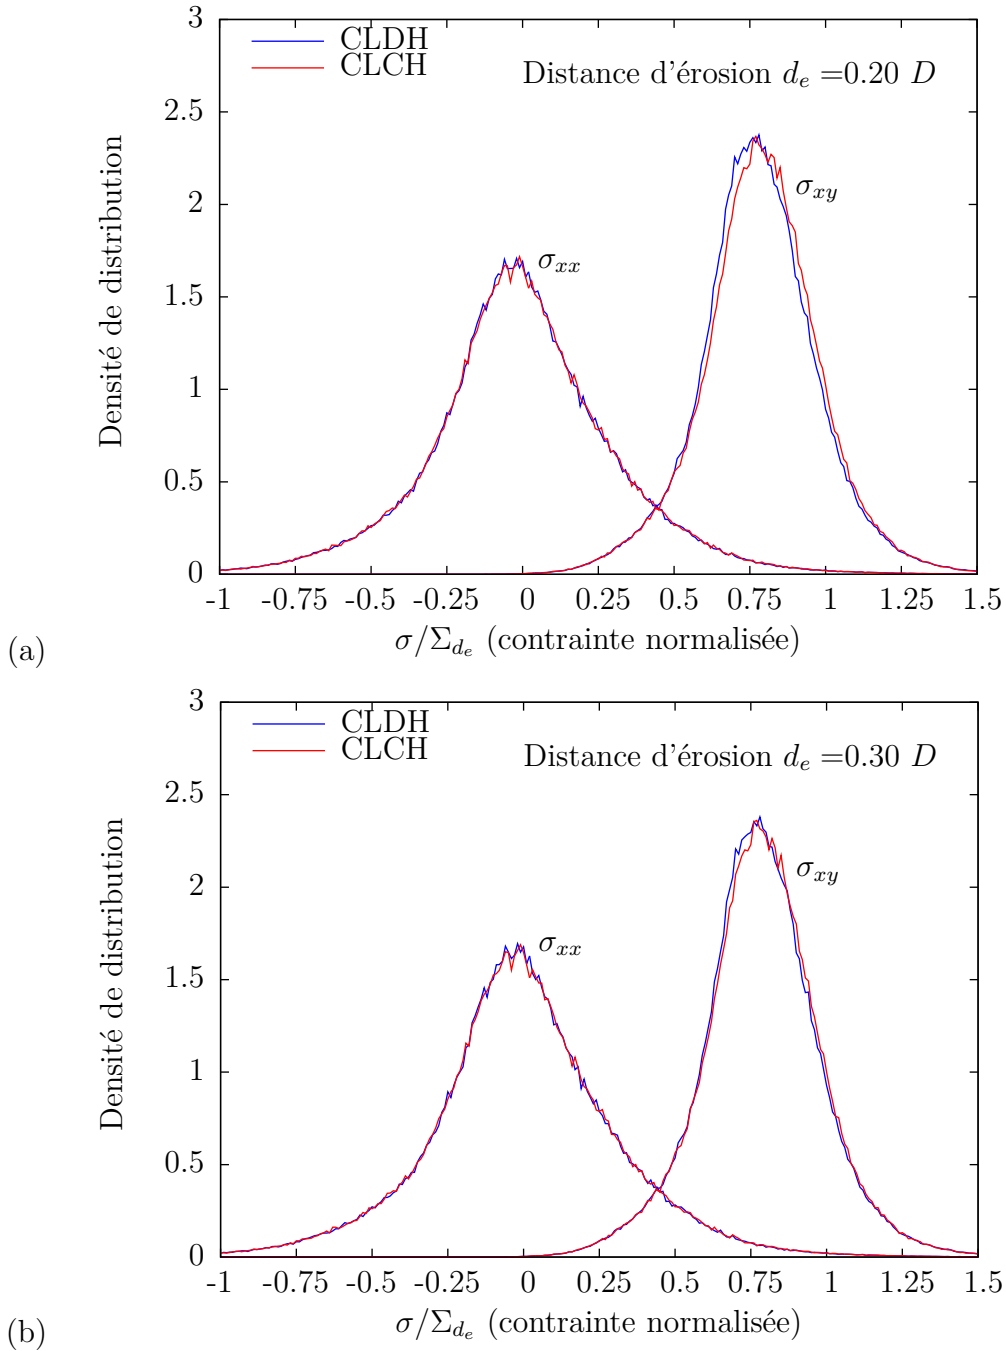 3
CLDH
CLCH
Distance d'érosion d_e =0.20 D
2.5
σ_xy
2
σ_xx
1.5
1
0.5
0
Densité de distribution
-1 -0.75 -0.5 -0.25 0 0.25 0.5 0.75 1 1.25 1.5
σ/Σ_{d_e} (contrainte normalisée)
(a)
3
CLDH
CLCH
Distance d'érosion d_e =0.30 D
2.5
σ_xy
2
σ_xx
1.5
1
0.5
0
Densité de distribution
-1 -0.75 -0.5 -0.25 0 0.25 0.5 0.75 1 1.25 1.5
σ/Σ_{d_e} (contrainte normalisée)
(b)